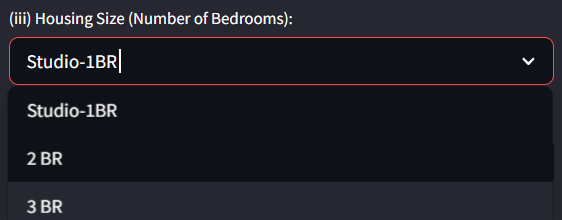 (iii) Housing Size (Number of Bedrooms):
Studio-1BR
Studio-1BR
2 BR
3 BR